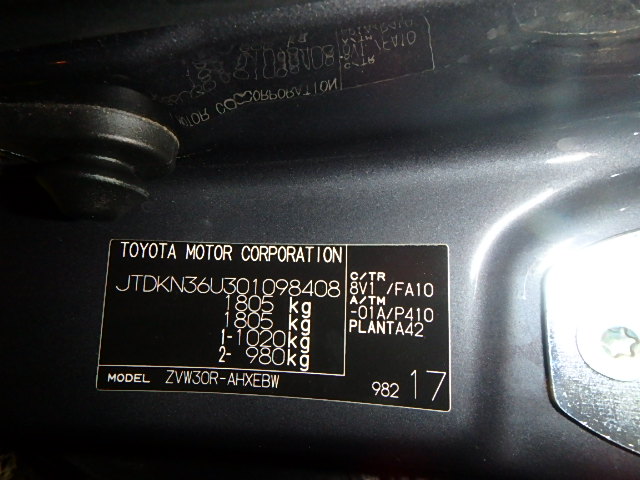 TOYOTA MOTOR CORPORATION
JTDKN36U301098408
1805 kg
1805 kg
1- 1020kg
2- 980kg
C/TR
8V1 /FA10
A/TM
-01A/P410
PLANTA42
MODEL ZVW30R-AHXEBW
982 17